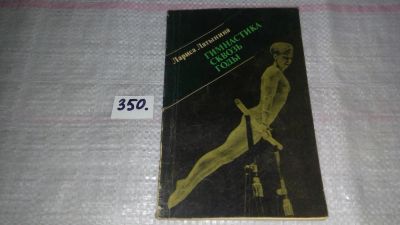 350.
Лариса Латынина
ГИМНАСТИКА
СКВОЗЬ
ГОДЫ